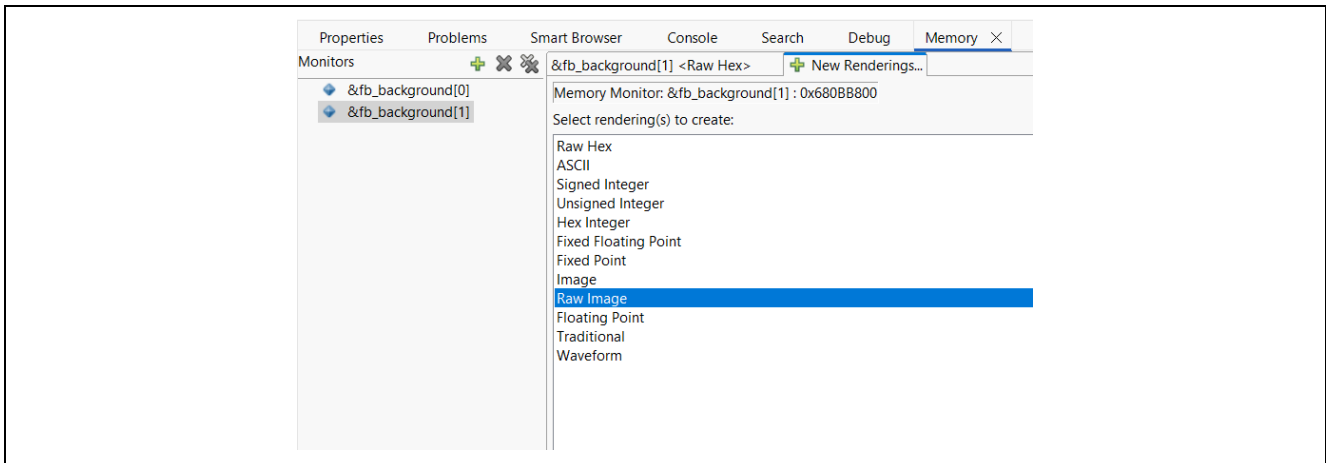 Properties Problems Smart Browser Console Search Debug Memory
Monitors
&fb_background[0]
&fb_background[1]
&fb_background[1] <Raw Hex> New Renderings...
Memory Monitor: &fb_background[1] : 0x680BB800
Select rendering(s) to create:
Raw Hex
ASCII
Signed Integer
Unsigned Integer
Hex Integer
Fixed Floating Point
Fixed Point
Image
Raw Image
Floating Point
Traditional
Waveform